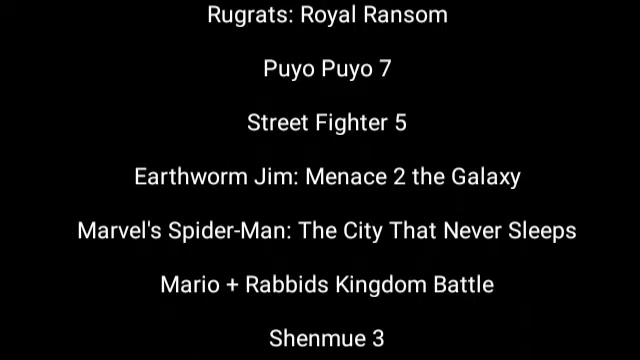 Rugrats: Royal Ransom
Puyo Puyo 7
Street Fighter 5
Earthworm Jim: Menace 2 the Galaxy
Marvel's Spider-Man: The City That Never Sleeps
Mario + Rabbids Kingdom Battle
Shenmue 3